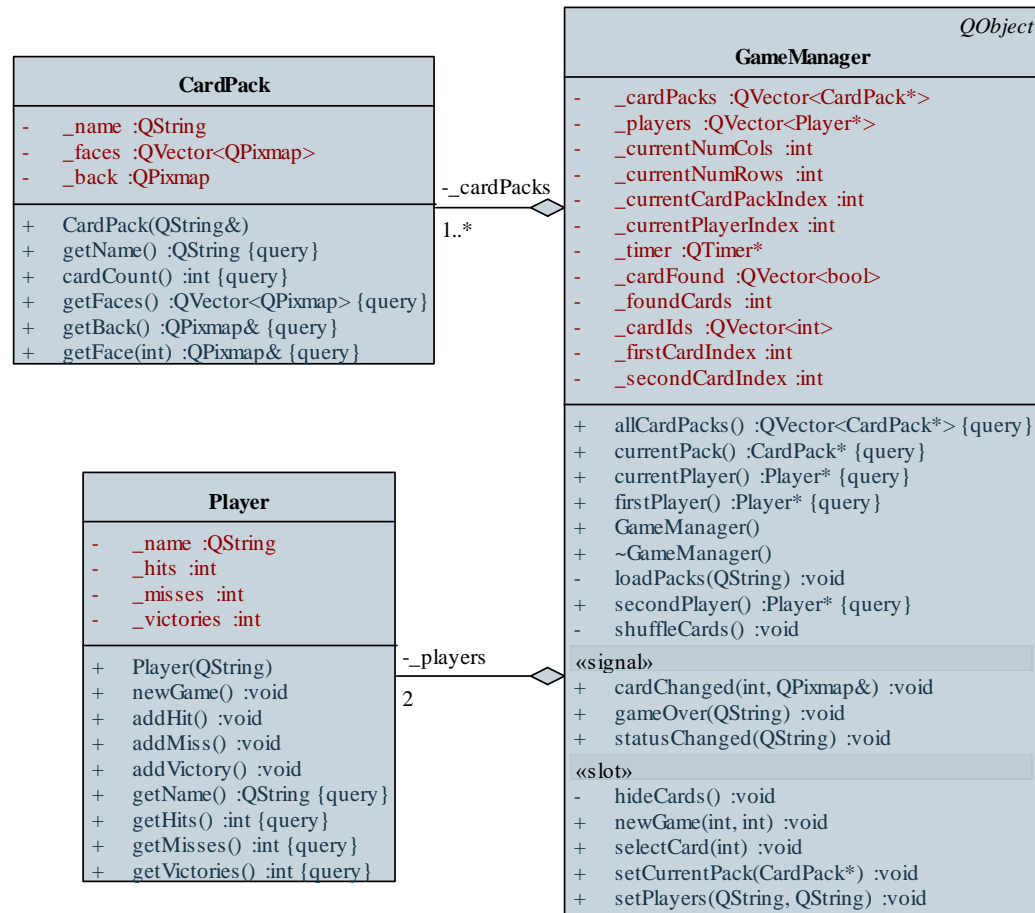 CardPack
- _name :QString
- _faces :QVector<QPixmap>
- _back :QPixmap
+ CardPack(QString&)
+ getName() :QString {query}
+ cardCount() :int {query}
+ getFaces() :QVector<QPixmap> {query}
+ getBack() :QPixmap& {query}
+ getFace(int) :QPixmap& {query}
-_cardPacks
1..*
Player
- _name :QString
- _hits :int
- _misses :int
- _victories :int
+ Player(QString)
+ newGame() :void
+ addHit() :void
+ addMiss() :void
+ addVictory() :void
+ getName() :QString {query}
+ getHits() :int {query}
+ getMisses() :int {query}
+ getVictories() :int {query}
-_players
2
QObject
GameManager
- _cardPacks :QVector<CardPack*>
- _players :QVector<Player*>
- _currentNumCols :int
- _currentNumRows :int
- _currentCardPackIndex :int
- _currentPlayerIndex :int
- _timer :QTimer*
- _cardFound :QVector<bool>
- _foundCards :int
- _cardIds :QVector<int>
- _firstCardIndex :int
- _secondCardIndex :int
+ allCardPacks() :QVector<CardPack*> {query}
+ currentPack() :CardPack* {query}
+ currentPlayer() :Player* {query}
+ firstPlayer() :Player* {query}
+ GameManager()
+ ~GameManager()
- loadPacks(QString) :void
+ secondPlayer() :Player* {query}
- shuffleCards() :void
«signal»
+ cardChanged(int, QPixmap&) :void
+ gameOver(QString) :void
+ statusChanged(QString) :void
«slot»
- hideCards() :void
+ newGame(int, int) :void
+ selectCard(int) :void
+ setCurrentPack(CardPack*) :void
+ setPlayers(QString, QString) :void